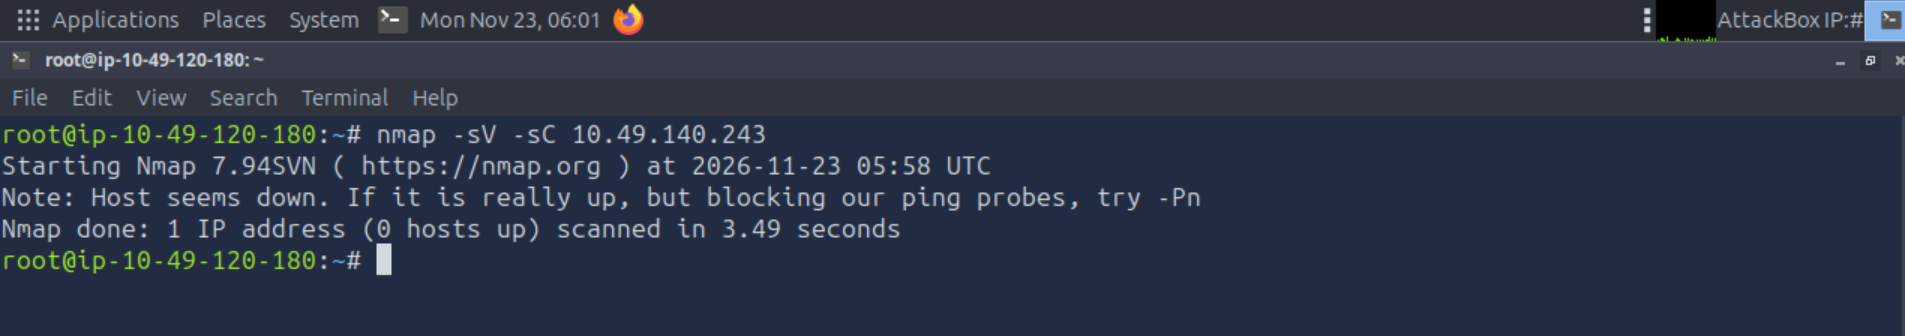 Applications Places System Mon Nov 23, 06:01 AttackBox IP:#
root@ip-10-49-120-180: ~
File Edit View Search Terminal Help
root@ip-10-49-120-180:~# nmap -sV -sC 10.49.140.243
Starting Nmap 7.94SVN ( https://nmap.org ) at 2026-11-23 05:58 UTC
Note: Host seems down. If it is really up, but blocking our ping probes, try -Pn
Nmap done: 1 IP address (0 hosts up) scanned in 3.49 seconds
root@ip-10-49-120-180:~#